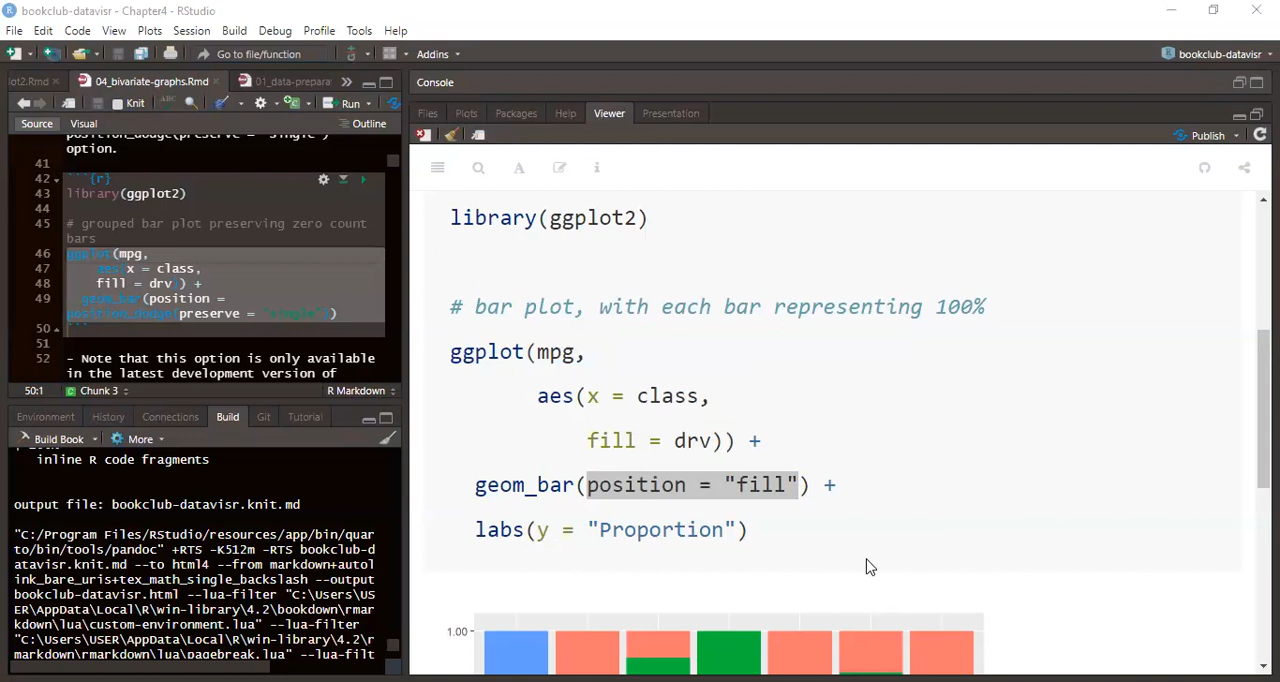 bookclub-datavisr - Chapter4 - RStudio
File Edit Code View Plots Session Build Debug Profile Tools Help
Go to file/function
Addins
bookclub-datavisr
lot2.Rmd
04_bivariate-graphs.Rmd
01_data-prepara
Knit
ABC
Run
Source
Visual
Outline
position_dodge(preserve = "single")
option.
41
42 ```{r}
43 library(ggplot2)
44
45 # grouped bar plot preserving zero count
bars
46 ggplot(mpg,
47 aes(x = class,
48 fill = drv)) +
49 geom_bar(position =
position_dodge(preserve = "single"))
50 ```
51
52 - Note that this option is only available
in the latest development version of
50:1
Chunk 3
R Markdown
Environment History Connections Build Git Tutorial
Build Book
More
inline R code fragments
output file: bookclub-datavisr.knit.md
"C:/Program Files/RStudio/resources/app/bin/quar
to/bin/tools/pandoc" +RTS -K512m -RTS bookclub-d
atavisr.knit.md --to html4 --from markdown+autol
ink_bare_uris+tex_math_single_backslash --output
bookclub-datavisr.html --lua-filter "C:\Users\US
ER\AppData\Local\R\win-library\4.2\bookdown\rmar
kdown\lua\custom-environment.lua" --lua-filter
"C:\Users\USER\AppData\Local\R\win-library\4.2\r
markdown\rmarkdown\lua\pagebreak.lua" --lua-filt
Console
Files Plots Packages Help Viewer Presentation
Publish
library(ggplot2)
# bar plot, with each bar representing 100%
ggplot(mpg,
aes(x = class,
fill = drv)) +
geom_bar(position = "fill") +
labs(y = "Proportion")
1.00